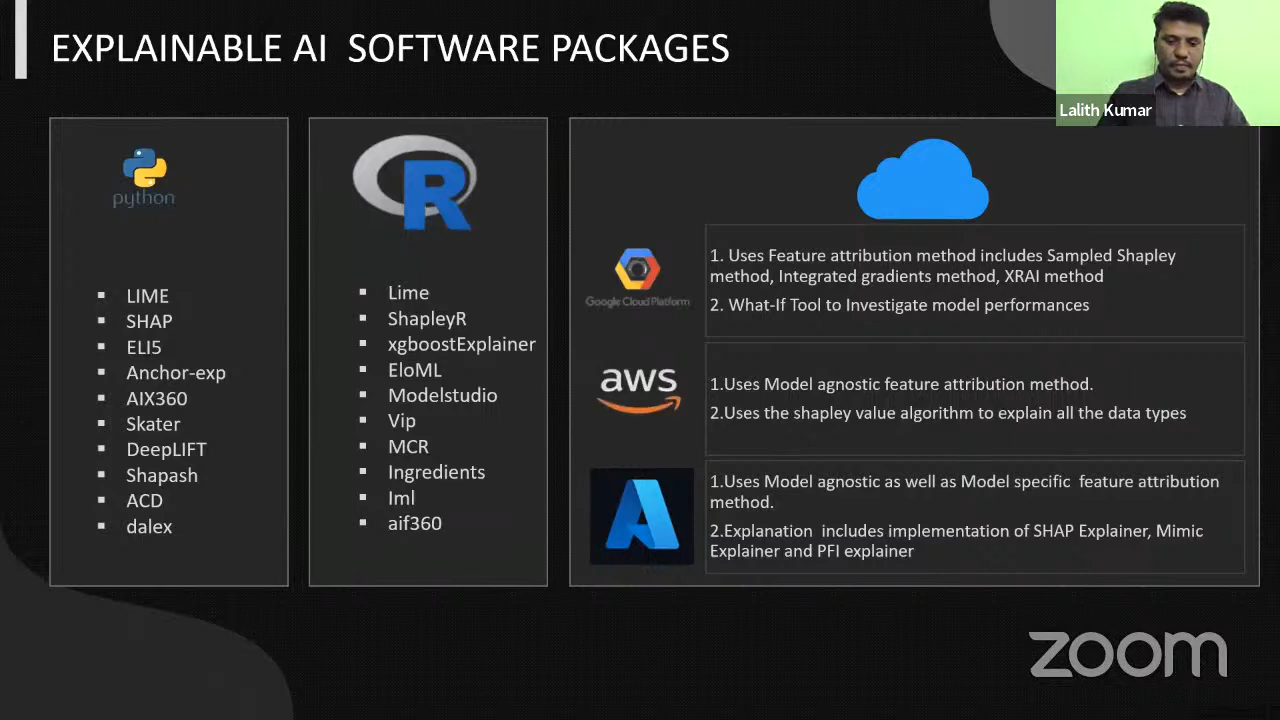 EXPLAINABLE AI  SOFTWARE PACKAGES
Lalith Kumar
python
LIME
SHAP
ELI5
Anchor-exp
AIX360
Skater
DeepLIFT
Shapash
ACD
dalex
R
Lime
ShapleyR
xgboostExplainer
EloML
Modelstudio
Vip
MCR
Ingredients
Iml
aif360
Google Cloud Platform
1. Uses Feature attribution method includes Sampled Shapley
method, Integrated gradients method, XRAI method
2. What-If Tool to Investigate model performances
aws
1.Uses Model agnostic feature attribution method.
2.Uses the shapley value algorithm to explain all the data types
1.Uses Model agnostic as well as Model specific  feature attribution
method.
2.Explanation  includes implementation of SHAP Explainer, Mimic
Explainer and PFI explainer
zoom